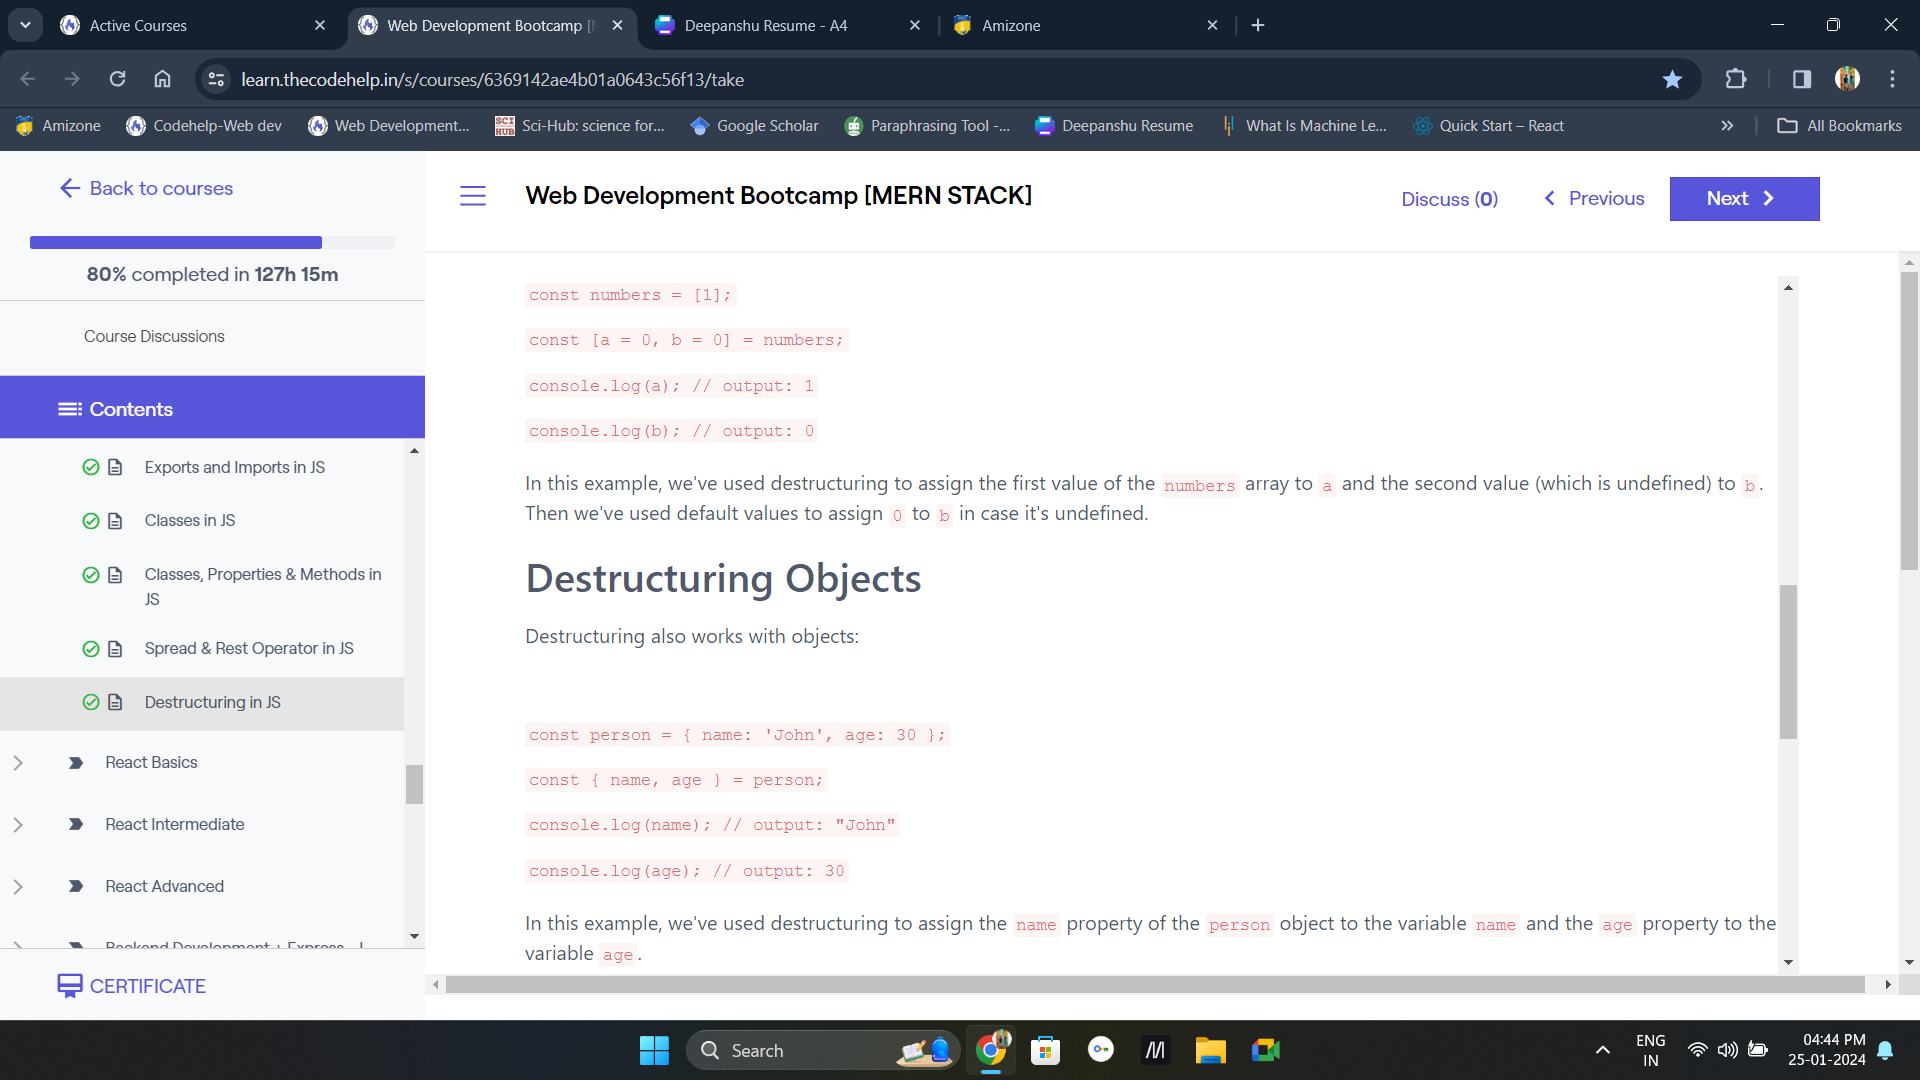 Active Courses
Web Development Bootcamp [
Deepanshu Resume - A4
Amizone
learn.thecodehelp.in/s/courses/6369142ae4b01a0643c56f13/take
Amizone
Codehelp-Web dev
Web Development...
SCI HUB
Sci-Hub: science for...
Google Scholar
Paraphrasing Tool -...
Deepanshu Resume
What Is Machine Le...
Quick Start – React
All Bookmarks
Back to courses
80% completed in 127h 15m
Course Discussions
Contents
Exports and Imports in JS
Classes in JS
Classes, Properties & Methods in
JS
Spread & Rest Operator in JS
Destructuring in JS
React Basics
React Intermediate
React Advanced
CERTIFICATE
Web Development Bootcamp [MERN STACK]
Discuss (0)
Previous
Next
const numbers = [1];
const [a = 0, b = 0] = numbers;
console.log(a); // output: 1
console.log(b); // output: 0
In this example, we've used destructuring to assign the first value of the numbers array to a and the second value (which is undefined) to b.
Then we've used default values to assign 0 to b in case it's undefined.
Destructuring Objects
Destructuring also works with objects:
const person = { name: 'John', age: 30 };
const { name, age } = person;
console.log(name); // output: "John"
console.log(age); // output: 30
In this example, we've used destructuring to assign the name property of the person object to the variable name and the age property to the
variable age.
Search
ENG
IN
04:44 PM
25-01-2024